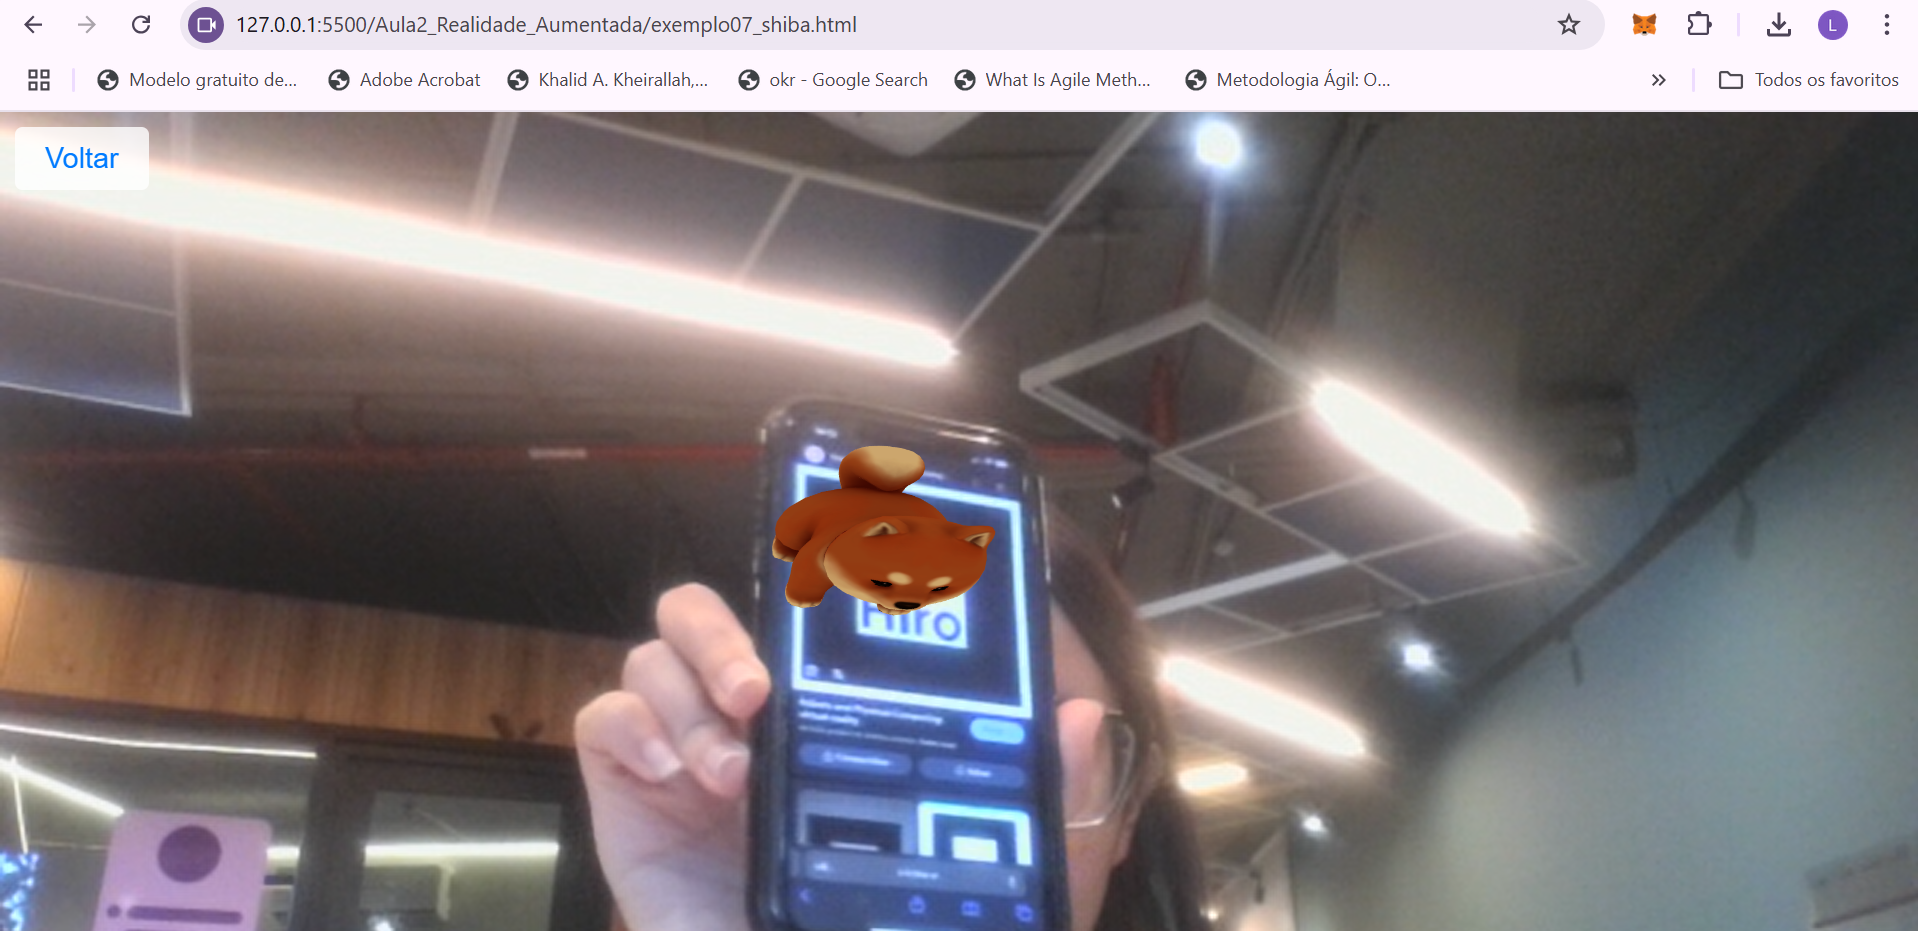 127.0.0.1:5500/Aula2_Realidade_Aumentada/exemplo07_shiba.html
L
Modelo gratuito de...
Adobe Acrobat
Khalid A. Kheirallah,...
okr - Google Search
What Is Agile Meth...
Metodologia Ágil: O...
»
Todos os favoritos
Voltar
Hiro